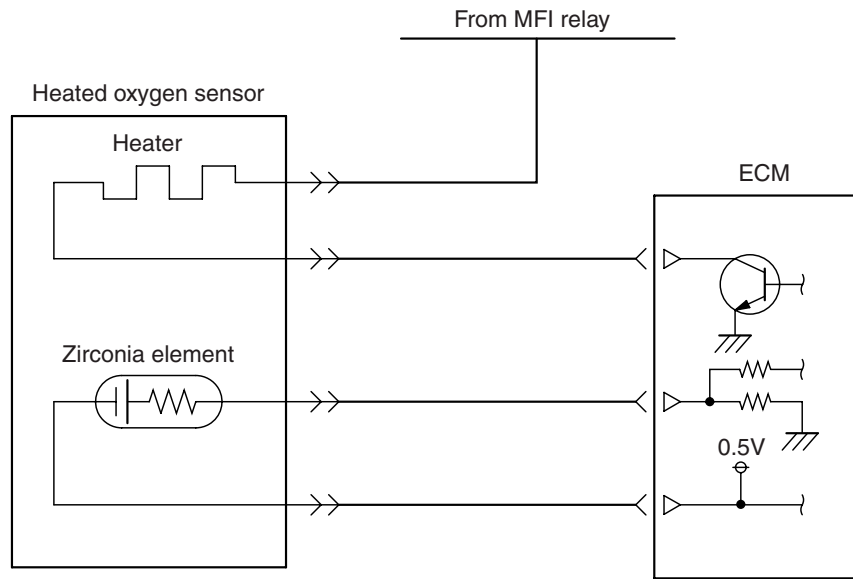 From MFI relay
Heated oxygen sensor
Heater
ECM
Zirconia element
0.5V